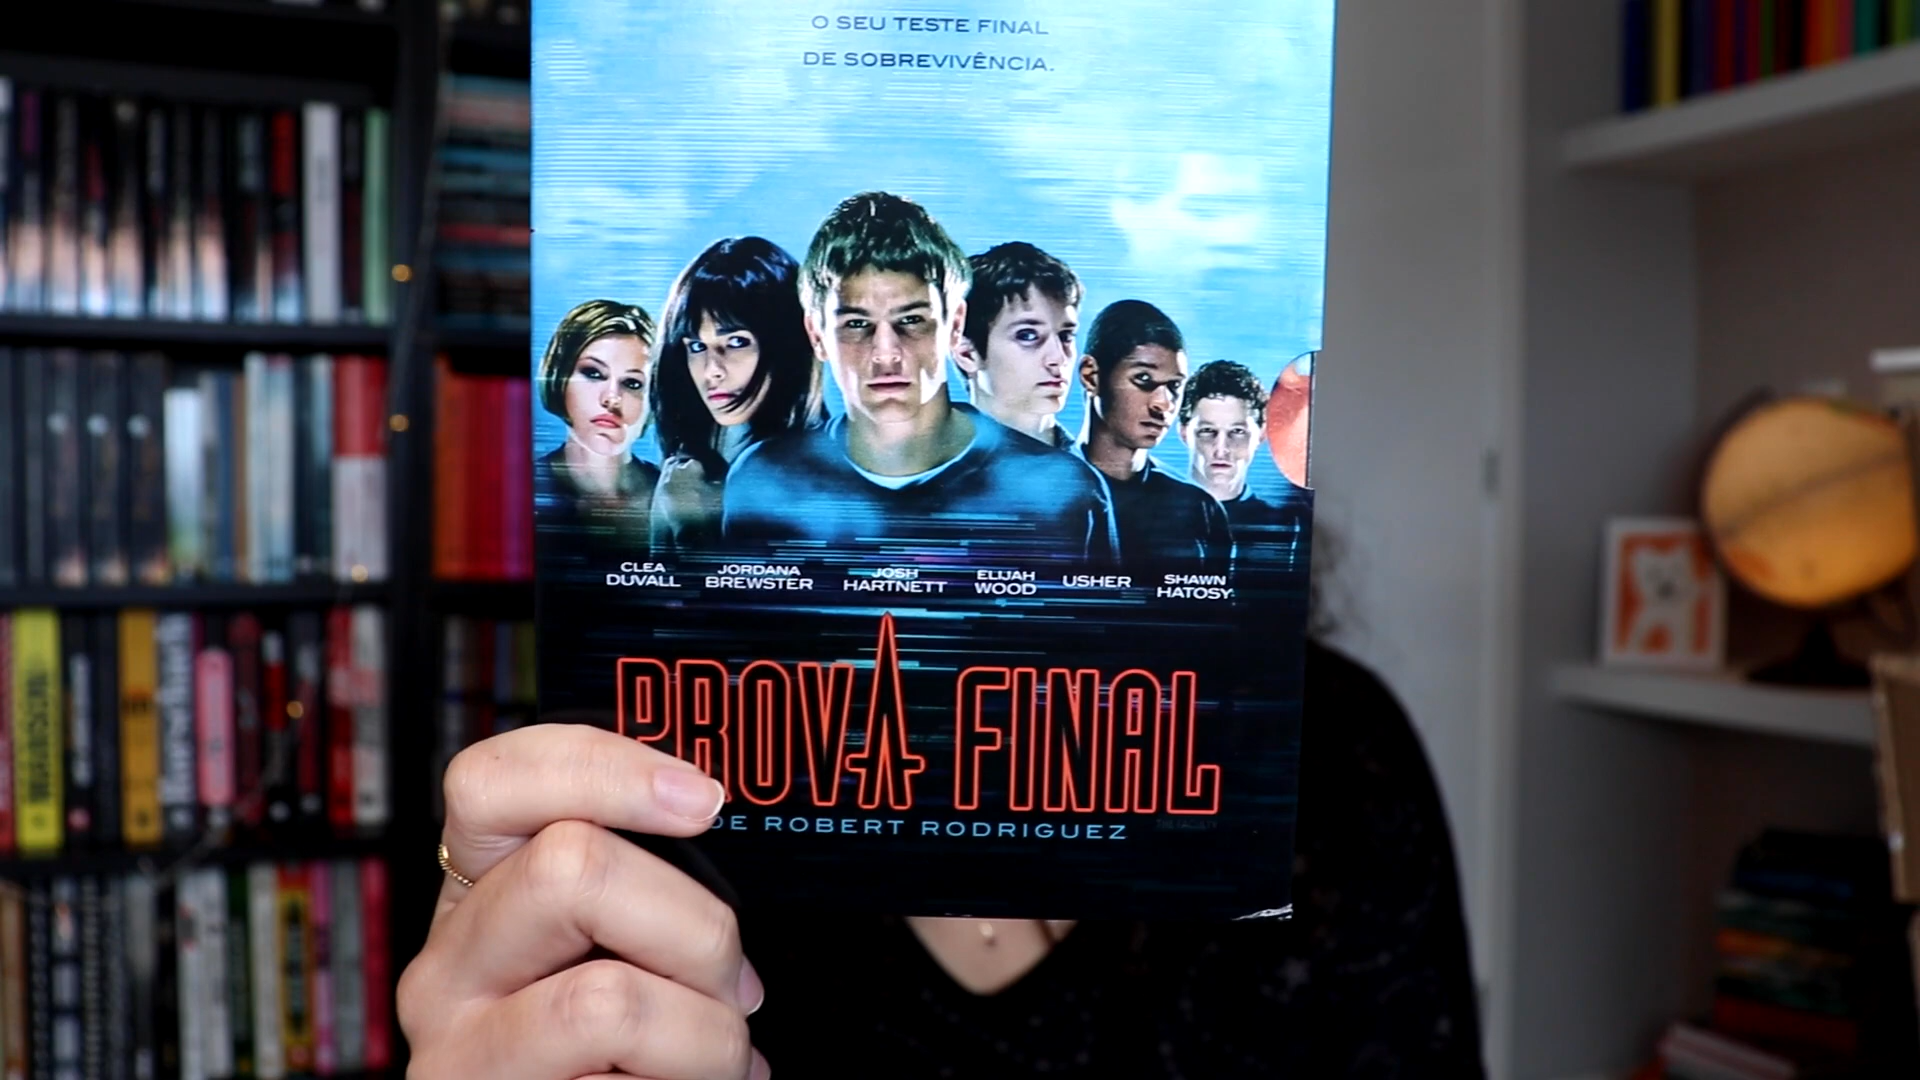 O SEU TESTE FINAL
DE SOBREVIVÊNCIA.
CLEA DUVALL
JORDANA BREWSTER
JOSH HARTNETT
ELIJAH WOOD
USHER
SHAWN HATOSY
PROVA FINAL
DE ROBERT RODRIGUEZ